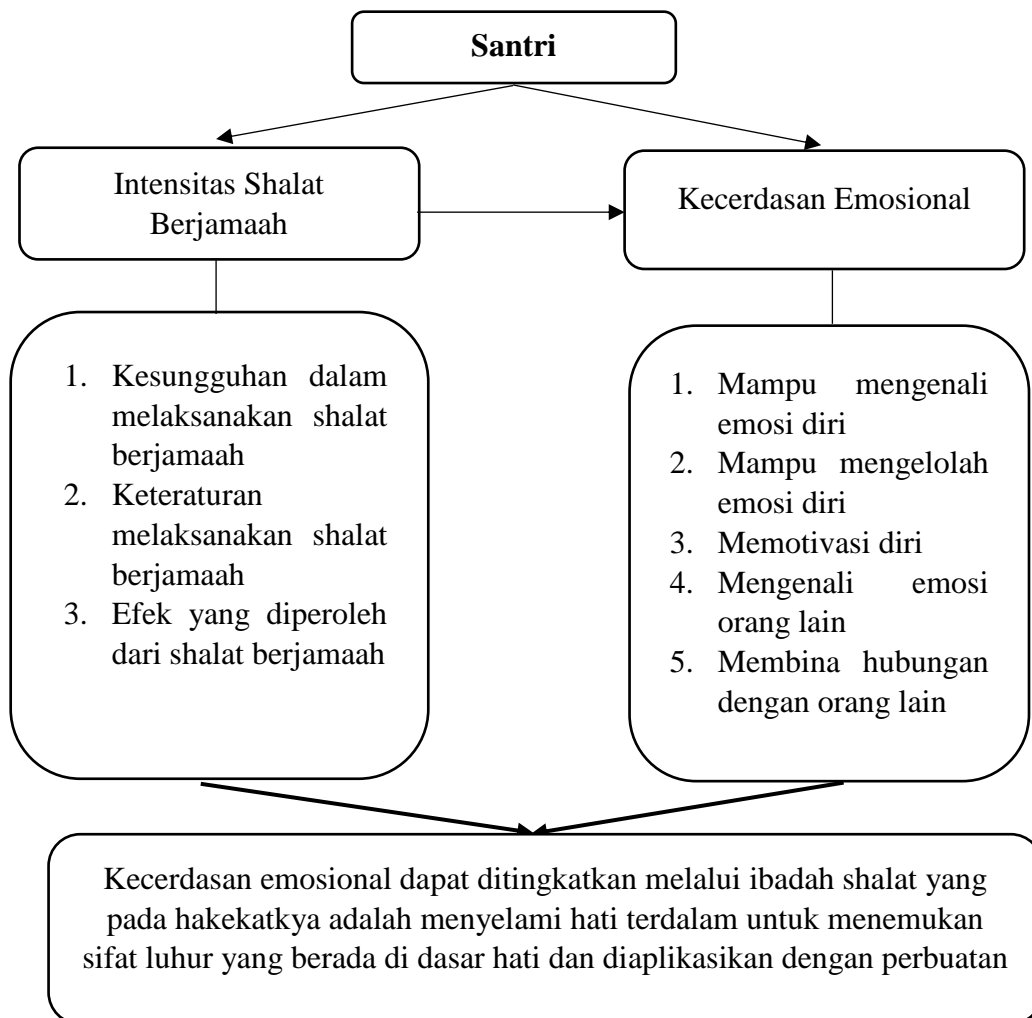 Santri
Intensitas Shalat
Berjamaah
Kecerdasan Emosional
1. Kesungguhan dalam
melaksanakan shalat
berjamaah
2. Keteraturan
melaksanakan shalat
berjamaah
3. Efek yang diperoleh
dari shalat berjamaah
1. Mampu mengenali
emosi diri
2. Mampu mengelolah
emosi diri
3. Memotivasi diri
4. Mengenali emosi
orang lain
5. Membina hubungan
dengan orang lain
Kecerdasan emosional dapat ditingkatkan melalui ibadah shalat yang
pada hakekatkya adalah menyelami hati terdalam untuk menemukan
sifat luhur yang berada di dasar hati dan diaplikasikan dengan perbuatan